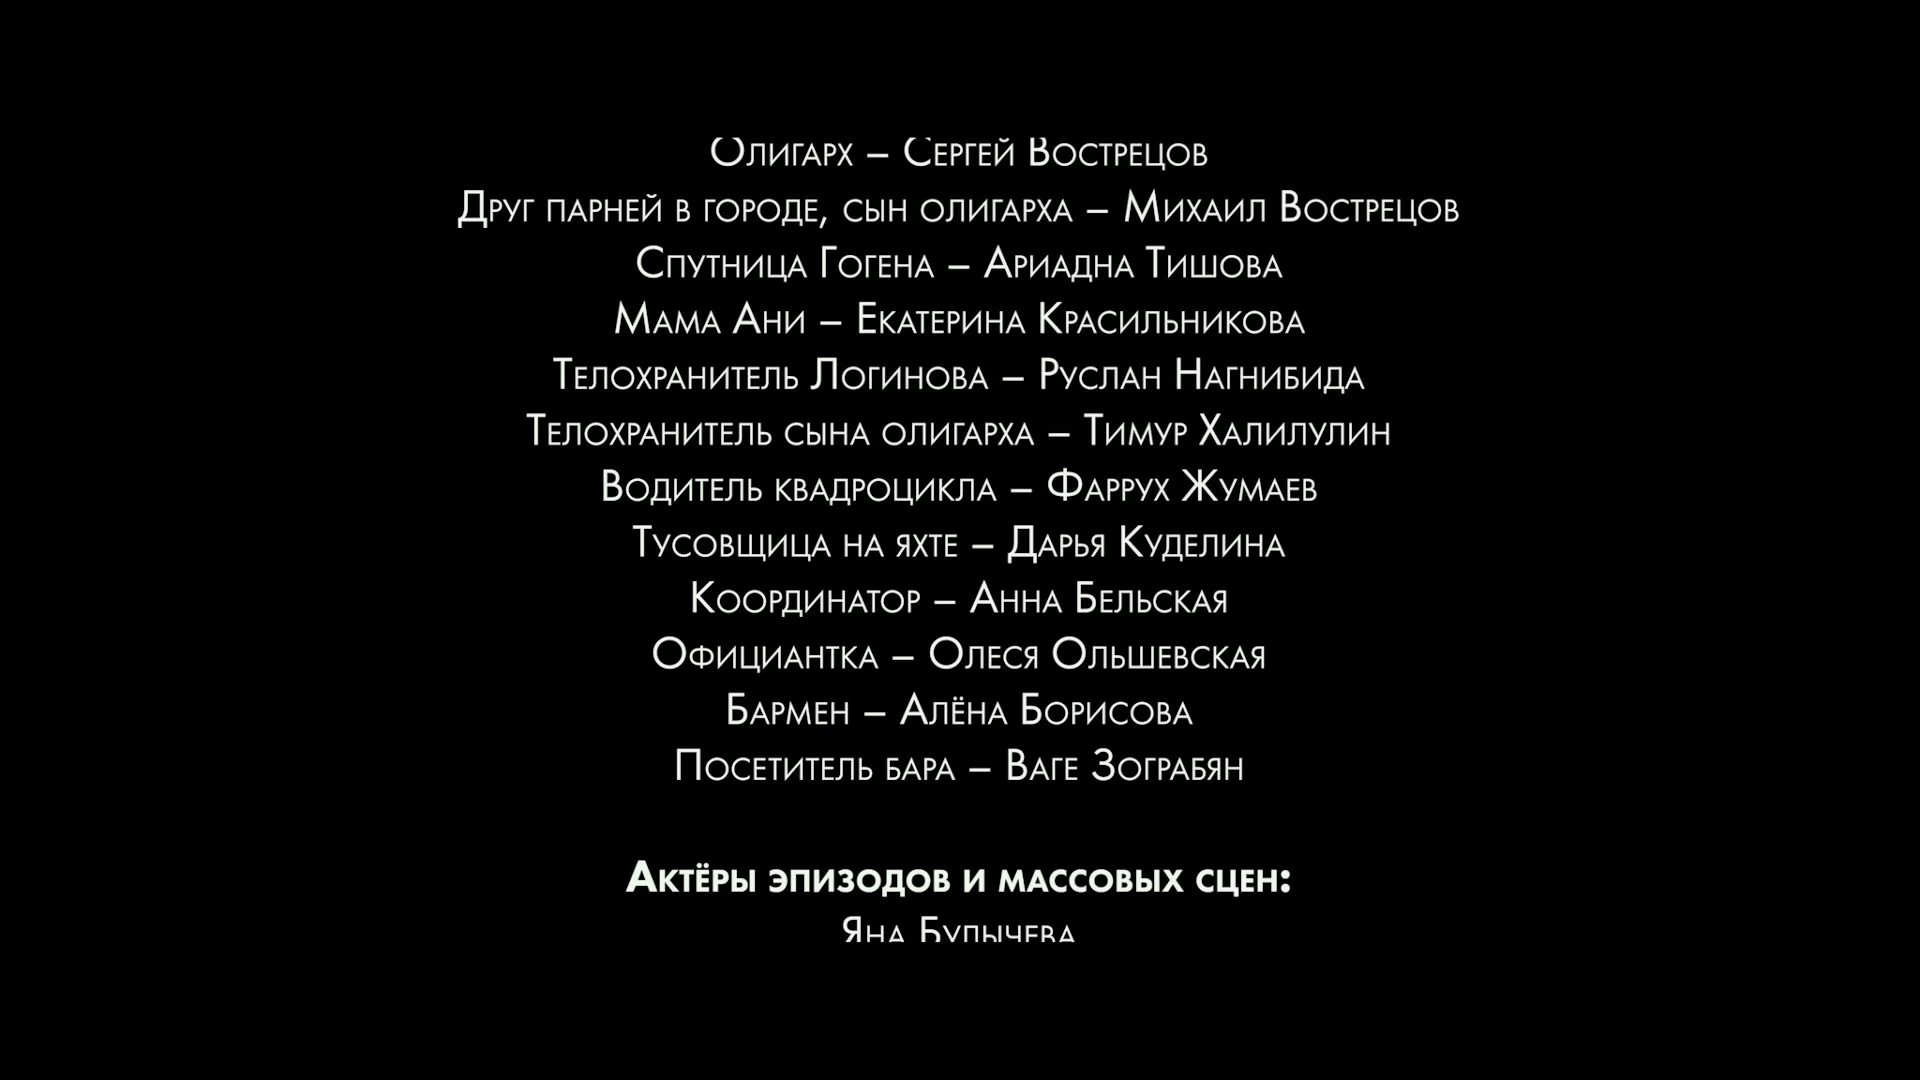 Олигарх – Сергей Вострецов
Друг парней в городе, сын олигарха – Михаил Вострецов
Спутница Гогена – Ариадна Тишова
Мама Ани – Екатерина Красильникова
Телохранитель Логинова – Руслан Нагнибида
Телохранитель сына олигарха – Тимур Халилулин
Водитель квадроцикла – Фаррух Жумаев
Тусовщица на яхте – Дарья Куделина
Координатор – Анна Бельская
Официантка – Олеся Ольшевская
Бармен – Алёна Борисова
Посетитель бара – Ваге Зограбян
Актёры эпизодов и массовых сцен:
Яна Булычева